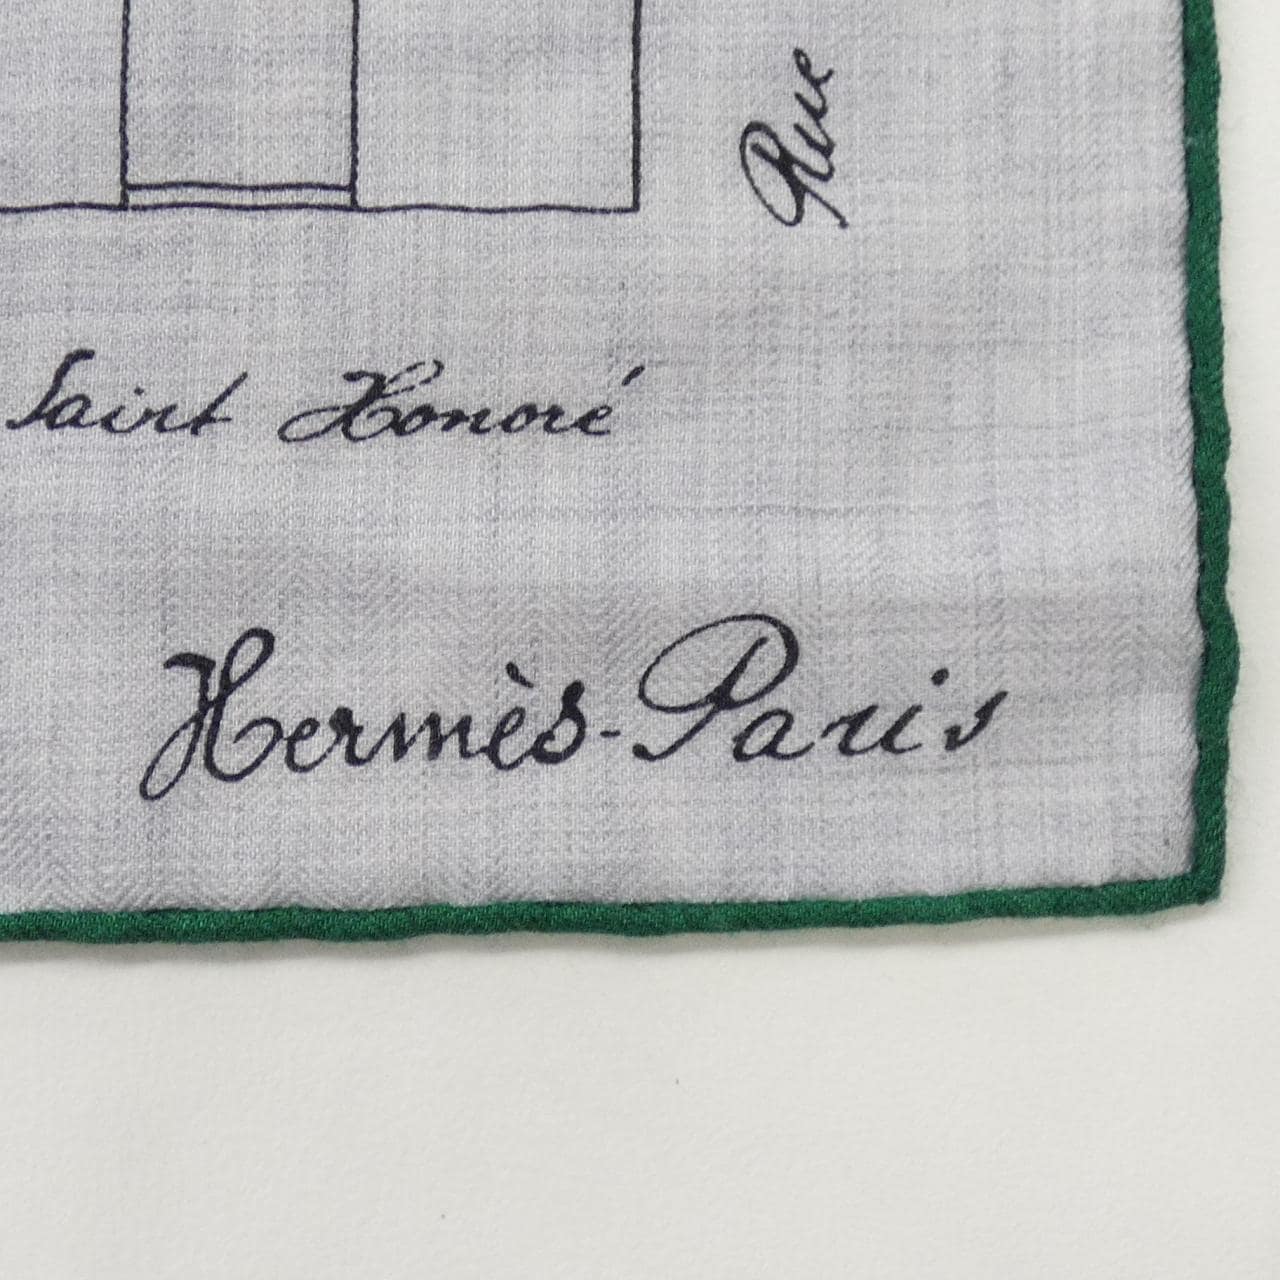 Rue
Saint Honoré
Hermès-Paris